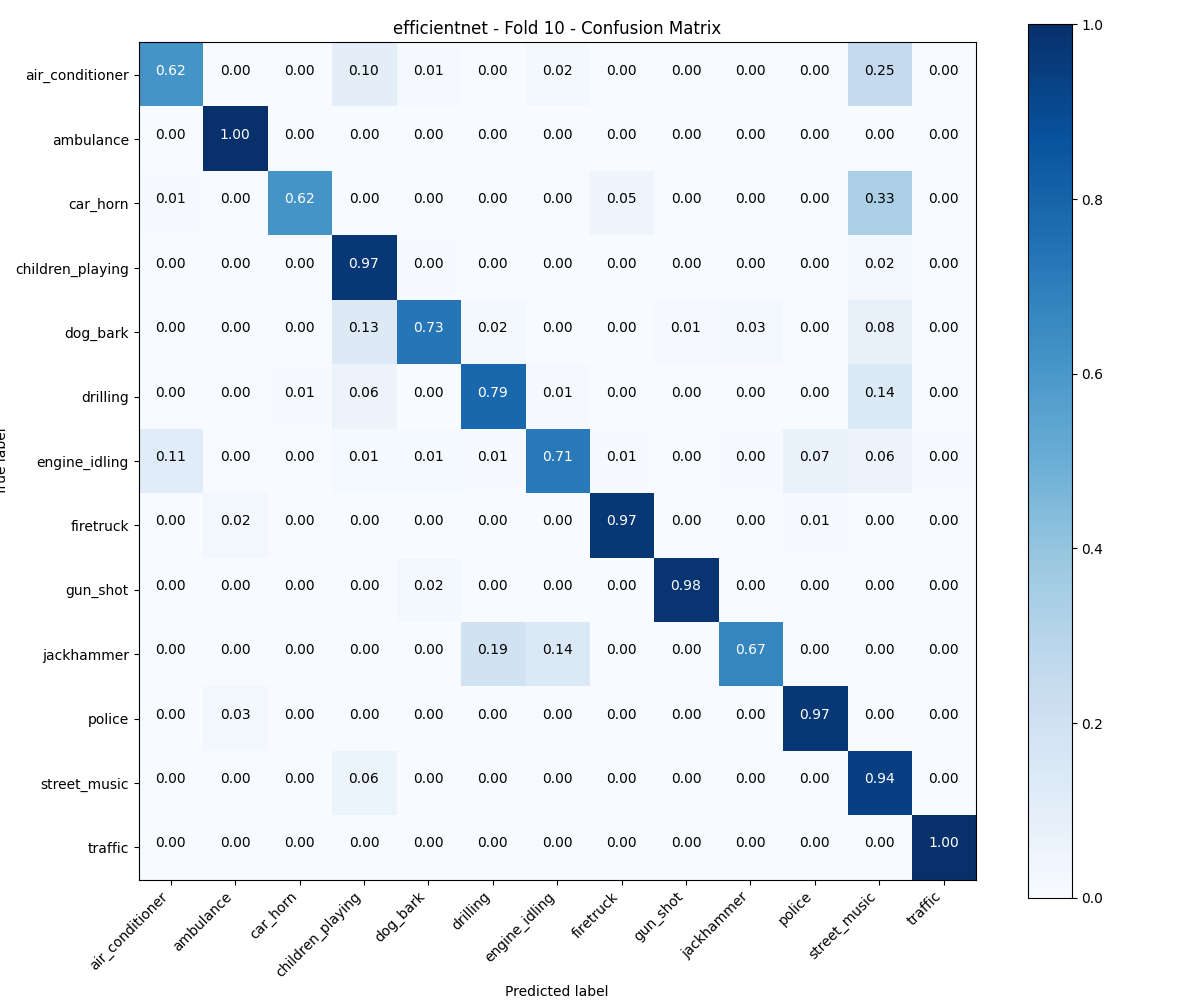 efficientnet - Fold 10 - Confusion Matrix
air_conditioner 0.62 0.00 0.00 0.10 0.01 0.00 0.02 0.00 0.00 0.00 0.00 0.25 0.00
ambulance 0.00 1.00 0.00 0.00 0.00 0.00 0.00 0.00 0.00 0.00 0.00 0.00 0.00
car_horn 0.01 0.00 0.62 0.00 0.00 0.00 0.00 0.05 0.00 0.00 0.00 0.33 0.00
children_playing 0.00 0.00 0.00 0.97 0.00 0.00 0.00 0.00 0.00 0.00 0.00 0.02 0.00
dog_bark 0.00 0.00 0.00 0.13 0.73 0.02 0.00 0.00 0.01 0.03 0.00 0.08 0.00
drilling 0.00 0.00 0.01 0.06 0.00 0.79 0.01 0.00 0.00 0.00 0.00 0.14 0.00
engine_idling 0.11 0.00 0.00 0.01 0.01 0.01 0.71 0.01 0.00 0.00 0.07 0.06 0.00
firetruck 0.00 0.02 0.00 0.00 0.00 0.00 0.00 0.97 0.00 0.00 0.01 0.00 0.00
gun_shot 0.00 0.00 0.00 0.00 0.02 0.00 0.00 0.00 0.98 0.00 0.00 0.00 0.00
jackhammer 0.00 0.00 0.00 0.00 0.00 0.19 0.14 0.00 0.00 0.67 0.00 0.00 0.00
police 0.00 0.03 0.00 0.00 0.00 0.00 0.00 0.00 0.00 0.00 0.97 0.00 0.00
street_music 0.00 0.00 0.00 0.06 0.00 0.00 0.00 0.00 0.00 0.00 0.00 0.94 0.00
traffic 0.00 0.00 0.00 0.00 0.00 0.00 0.00 0.00 0.00 0.00 0.00 0.00 1.00
air_conditioner ambulance car_horn children_playing dog_bark drilling engine_idling firetruck gun_shot jackhammer police street_music traffic
Predicted label
label
1.0
0.8
0.6
0.4
0.2
0.0